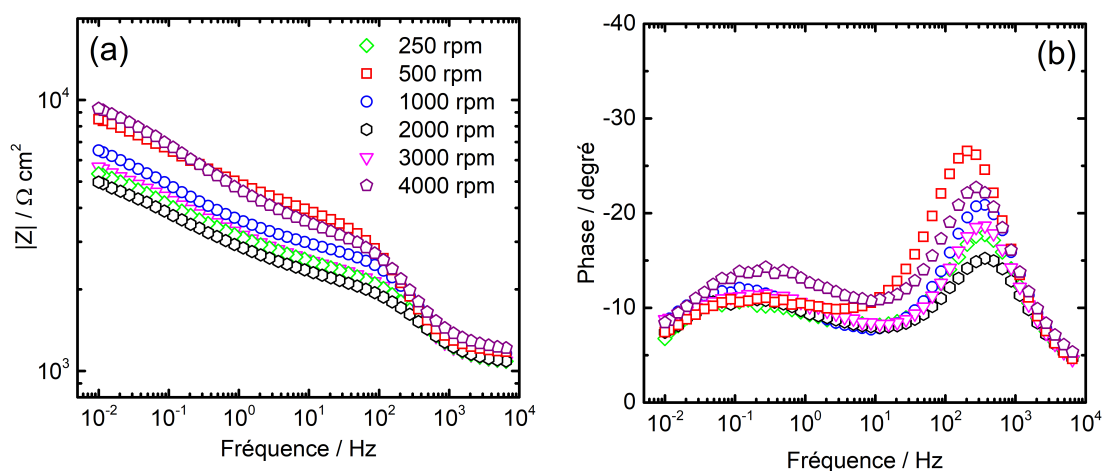 (a)
250 rpm
500 rpm
1000 rpm
2000 rpm
3000 rpm
4000 rpm
10^4
10^3
|Z| / Ω cm^2
10^-2 10^-1 10^0 10^1 10^2 10^3 10^4
Fréquence / Hz
(b)
-40
-30
-20
-10
0
Phase / degré
10^-2 10^-1 10^0 10^1 10^2 10^3 10^4
Fréquence / Hz